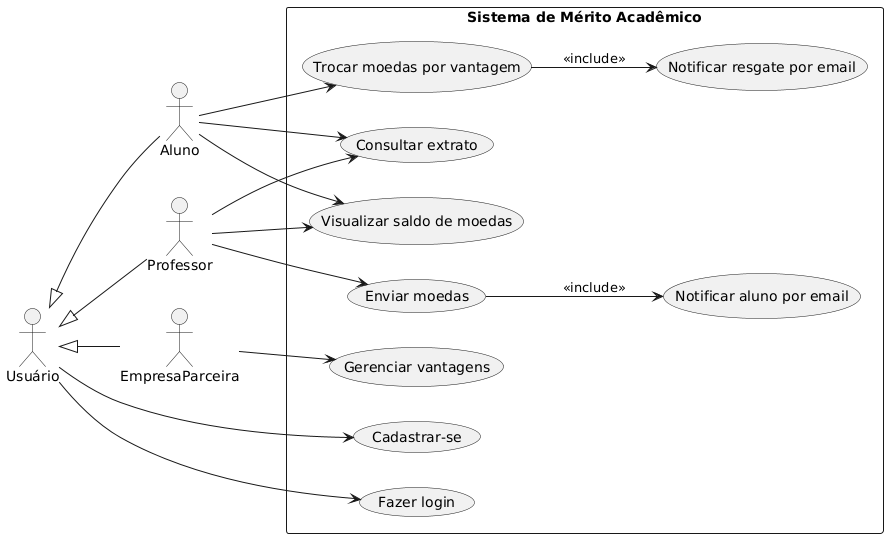 Sistema de Mérito Acadêmico
Trocar moedas por vantagem
«include»
Notificar resgate por email
Aluno
Consultar extrato
Visualizar saldo de moedas
Professor
Enviar moedas
«include»
Notificar aluno por email
Usuário
EmpresaParceira
Gerenciar vantagens
Cadastrar-se
Fazer login